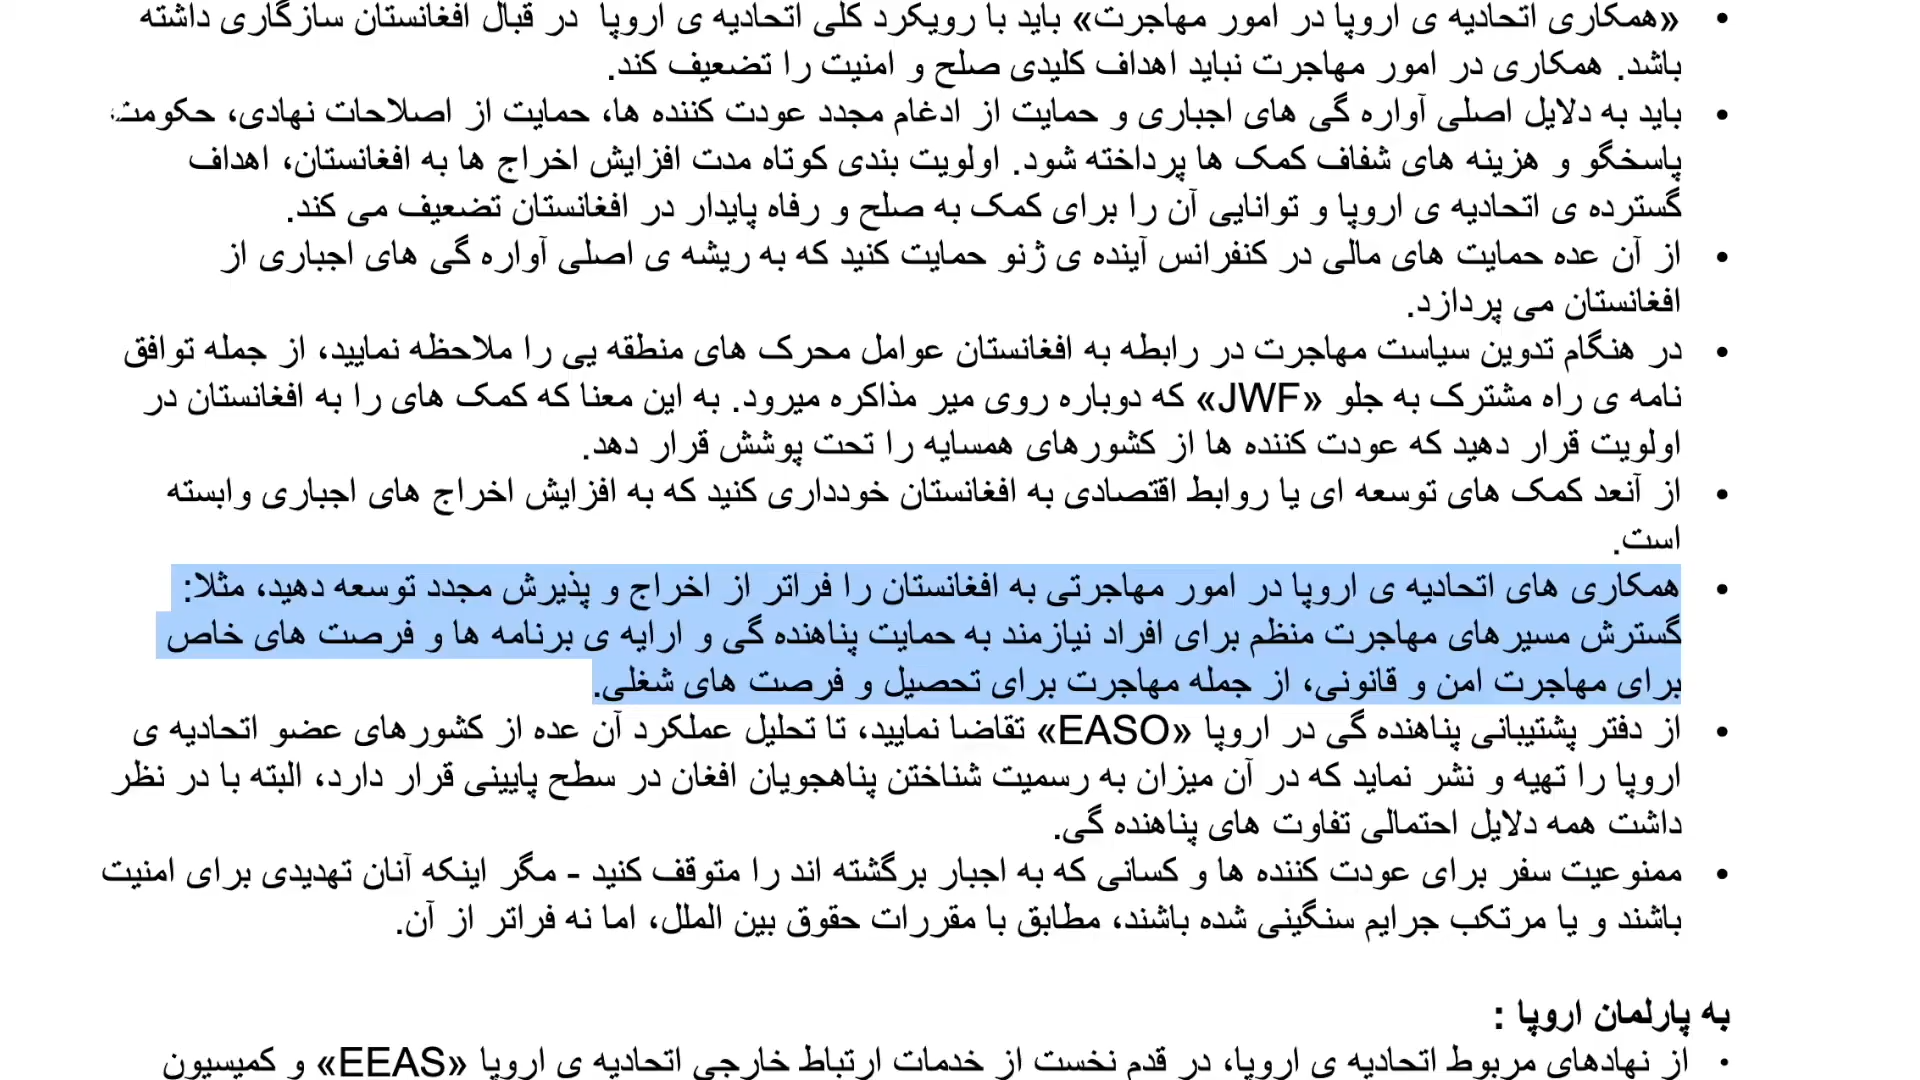 • «همکاری اتحادیه ی اروپا در امور مهاجرت» باید با رویکرد کلی اتحادیه ی اروپا در قبال افغانستان سازگاری داشته
باشد. همکاری در امور مهاجرت نباید اهداف کلیدی صلح و امنیت را تضعیف کند.
• باید به دلایل اصلی آواره گی های اجباری و حمایت از ادغام مجدد عودت کننده ها، حمایت از اصلاحات نهادی، حکومت
پاسخگو و هزینه های شفاف کمک ها پرداخته شود. اولویت بندی کوتاه مدت افزایش اخراج ها به افغانستان، اهداف
گسترده ی اتحادیه ی اروپا و توانایی آن را برای کمک به صلح و رفاه پایدار در افغانستان تضعیف می کند.
• از آن عده حمایت های مالی در کنفرانس آینده ی ژنو حمایت کنید که به ریشه ی اصلی آواره گی های اجباری از
افغانستان می پردازد.
• در هنگام تدوین سیاست مهاجرت در رابطه به افغانستان عوامل محرک های منطقه یی را ملاحظه نمایید، از جمله توافق
نامه ی راه مشترک به جلو «JWF» که دوباره روی میر مذاکره میرود. به این معنا که کمک های را به افغانستان در
اولویت قرار دهید که عودت کننده ها از کشورهای همسایه را تحت پوشش قرار دهد.
• از آنعد کمک های توسعه ای یا روابط اقتصادی به افغانستان خودداری کنید که به افزایش اخراج های اجباری وابسته
است.
• همکاری های اتحادیه ی اروپا در امور مهاجرتی به افغانستان را فراتر از اخراج و پذیرش مجدد توسعه دهید، مثلا:
گسترش مسیرهای مهاجرت منظم برای افراد نیازمند به حمایت پناهنده گی و ارایه ی برنامه ها و فرصت های خاص
برای مهاجرت امن و قانونی، از جمله مهاجرت برای تحصیل و فرصت های شغلی.
• از دفتر پشتیبانی پناهنده گی در اروپا «EASO» تقاضا نمایید، تا تحلیل عملکرد آن عده از کشورهای عضو اتحادیه ی
اروپا را تهیه و نشر نماید که در آن میزان به رسمیت شناختن پناهجویان افغان در سطح پایینی قرار دارد، البته با در نظر
داشت همه دلایل احتمالی تفاوت های پناهنده گی.
• ممنوعیت سفر برای عودت کننده ها و کسانی که به اجبار برگشته اند را متوقف کنید - مگر اینکه آنان تهدیدی برای امنیت
باشند و یا مرتکب جرایم سنگینی شده باشند، مطابق با مقررات حقوق بین الملل، اما نه فراتر از آن.
به پارلمان اروپا :
• از نهادهای مربوط اتحادیه ی اروپا، در قدم نخست از خدمات ارتباط خارجی اتحادیه ی اروپا «EEAS» و کمیسیون